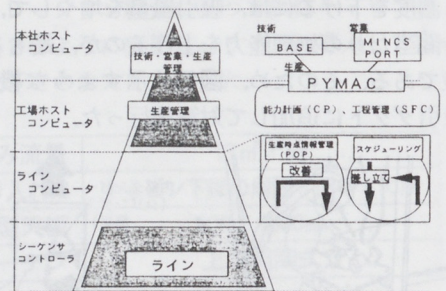 本社ホスト
コンピュータ
技術・営業・生産
管理
工場ホスト
コンピュータ
生産管理
ライン
コンピュータ
シーケンサ
コントローラ
ライン
技術
営業
BASE
MINCS
PORT
生産
PYMAC
能力計画(CP)、工程管理(SFC)
生産時点情報管理
(POP)
改善
スケジューリング
差し立て